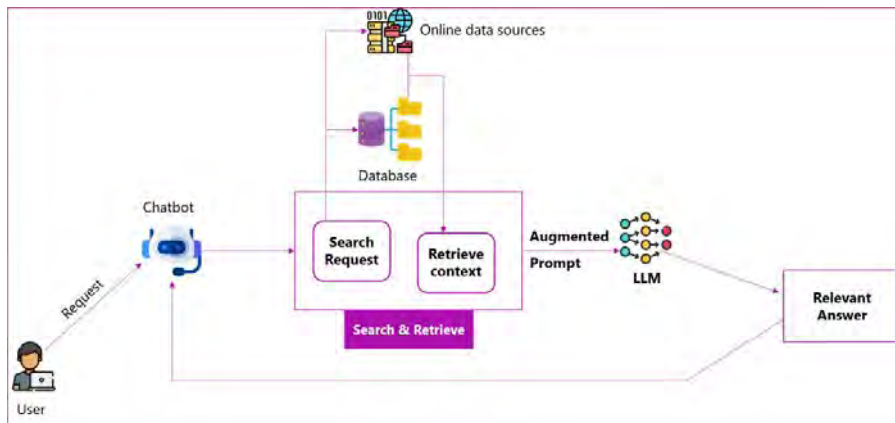 0101
Online data sources
Database
Chatbot
Search
Request
Retrieve
context
Augmented
Prompt
LLM
Relevant
Answer
Search & Retrieve
Request
User